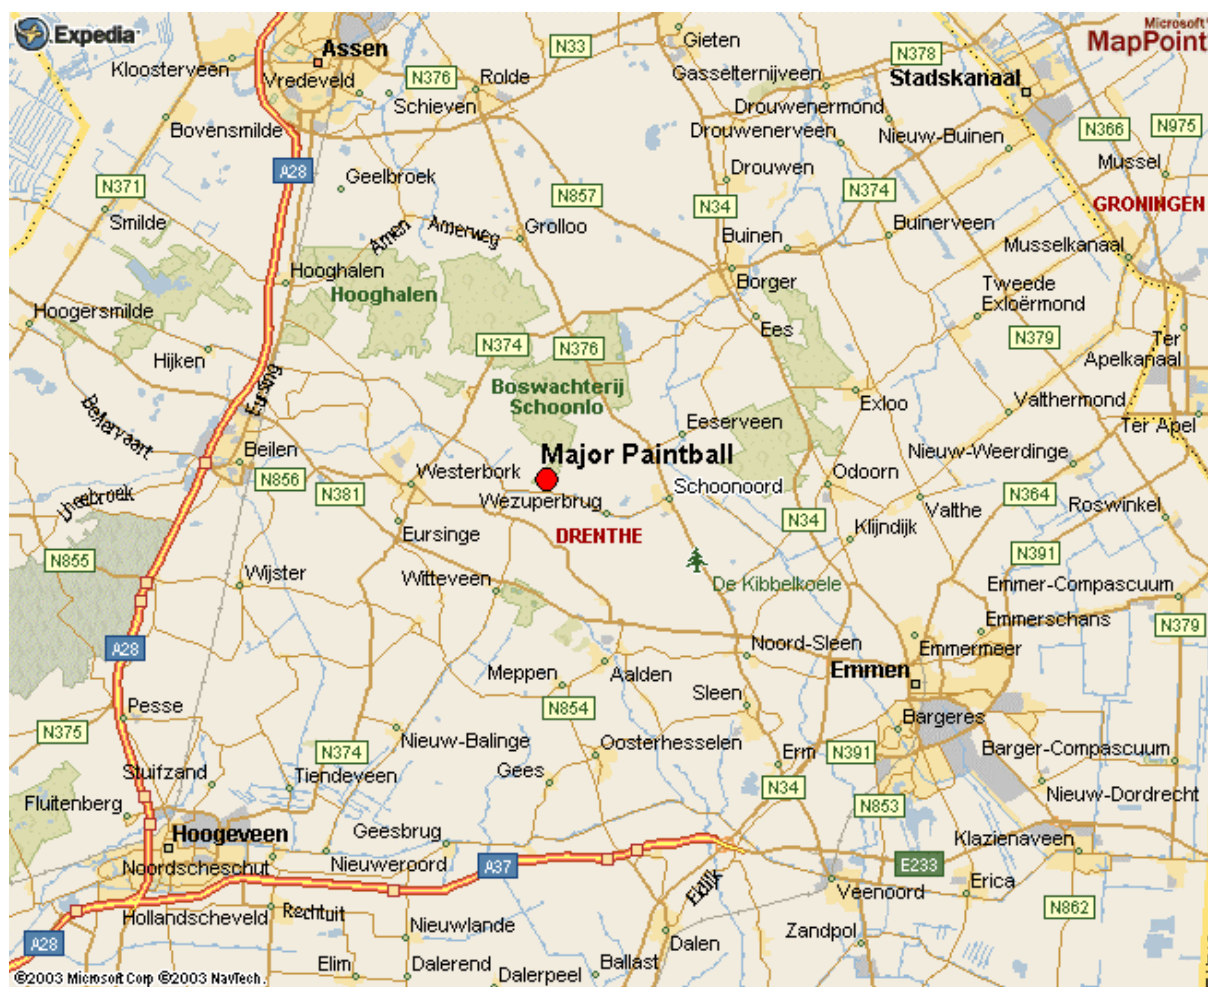 Expedia
Microsoft
MapPoint
Assen
N33
Gieten
N378
Kloosterveen
Vredeveld
N376
Rolde
Gasselternijveen
Stadskanaal
Schieven
Drouwenermond
Bovensmilde
Drouwenerveen
Nieuw-Buinen
N366
N975
A28
Geelbroek
Drouwen
Mussel
N371
N857
N34
N374
GRONINGEN
Smilde
Amen
Amerweg
Grolloo
Buinen
Buinerveen
Musselkanaal
Hooghalen
Hooghalen
Borger
Tweede
Exloërmond
Hoogersmilde
Ees
N374
N376
N379
Ter
Apelkanaal
Hijken
Eursing
Boswachterij
Schoonlo
Exloo
Valthermond
Beilervaart
Eeserveen
Ter Apel
Beilen
Major Paintball
Nieuw-Weerdinge
Westerbork
Odoorn
N856
N381
Schoonoord
N364
Lheebroek
Wezuperbrug
Valthe
Roswinkel
N34
Klijndijk
Eursinge
DRENTHE
N855
N391
Wijster
Witteveen
De Kibbelkoele
Emmer-Compascuum
Emmerschans
N379
A28
Noord-Sleen
Emmermeer
Meppen
Aalden
Emmen
Sleen
Pesse
N854
Bargeres
N375
Nieuw-Balinge
Oosterhesselen
N374
Erm
N391
Barger-Compascuum
Stuifzand
Tiendeveen
Gees
N34
Nieuw-Dordrecht
Fluitenberg
N853
Hoogeveen
Geesbrug
Klazienaveen
Noordscheschut
Nieuweroord
A37
E233
Veenoord
Erica
Eldijk
N862
Hollandscheveld
Rechtuit
Nieuwlande
Zandpol
Dalen
A28
Elim
Dalerend
Ballast
Dalerpeel
©2003 Microsoft Corp ©2003 NavTech.